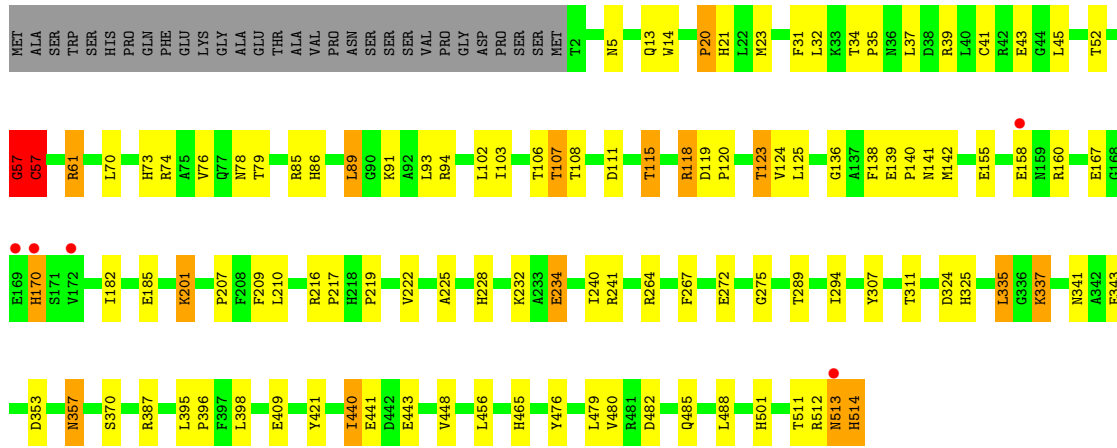 MET ALA SER TRP SER HIS PRO GLN PHE GLU LYS GLY ALA GLU THR ALA VAL PRO ASN SER SER SER VAL PRO GLY ASP PRO SER SER MET T2 N5 Q13 W14 P20 H21 L22 M23 F31 L32 K33 T34 P35 N36 L37 D38 R39 L40 C41 R42 E43 G44 L45 T52
G57 C57 R61 L70 H73 R74 A75 V76 Q77 N78 T79 R85 H86 L89 G90 K91 A92 L93 R94 L102 I103 T106 T107 T108 D111 T115 R118 D119 P120 T123 V124 L125 G136 A137 F138 E139 P140 N141 M142 E155 E158 N159 R160 E167 G168
E169 H170 S171 V172 I182 E185 K201 P207 F208 F209 L210 R216 P217 H218 P219 V222 A225 H228 K232 A233 E234 I240 R241 R264 F267 E272 G275 T289 I294 Y307 T311 D324 H325 L335 G336 K337 N341 A342 E343
D353 N357 S370 R387 L395 P396 F397 L398 E409 Y421 I440 E441 D442 E443 V448 L456 H465 Y476 L479 V480 R481 D482 Q485 L488 H501 T511 R512 N513 H514